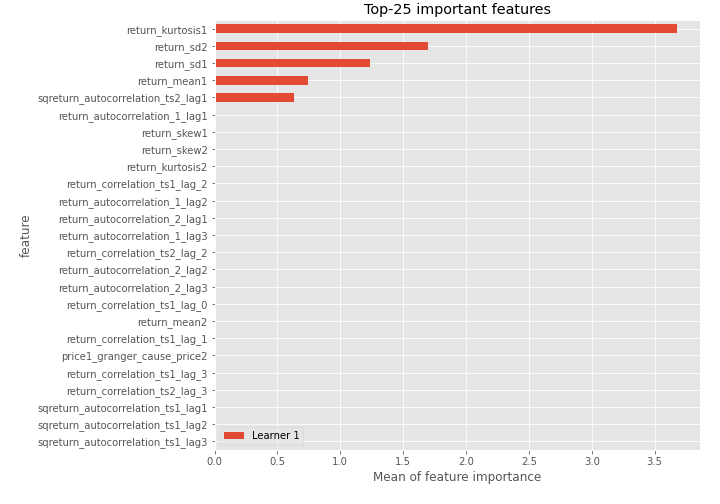 Top-25 important features
return_kurtosis1
return_sd2
return_sd1
return_mean1
sqreturn_autocorrelation_ts2_lag1
return_autocorrelation_1_lag1
return_skew1
return_skew2
return_kurtosis2
return_correlation_ts1_lag_2
return_autocorrelation_1_lag2
return_autocorrelation_2_lag1
return_autocorrelation_1_lag3
return_correlation_ts2_lag_2
return_autocorrelation_2_lag2
return_autocorrelation_2_lag3
return_correlation_ts1_lag_0
return_mean2
return_correlation_ts1_lag_1
price1_granger_cause_price2
return_correlation_ts1_lag_3
return_correlation_ts2_lag_3
sqreturn_autocorrelation_ts1_lag1
sqreturn_autocorrelation_ts1_lag2
sqreturn_autocorrelation_ts1_lag3
feature
Learner 1
0.0 0.5 1.0 1.5 2.0 2.5 3.0 3.5
Mean of feature importance